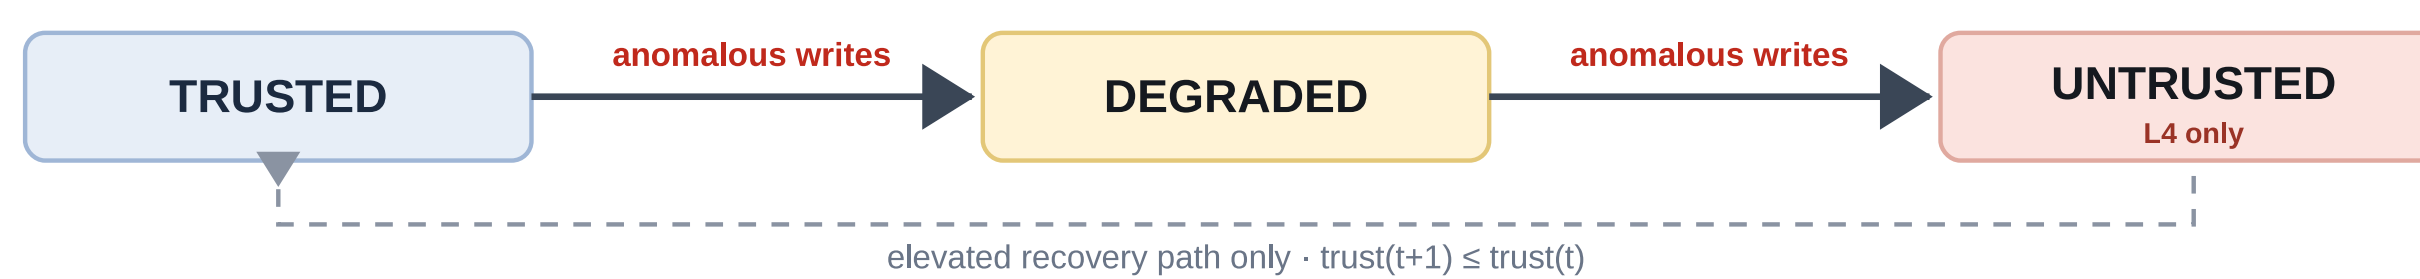 TRUSTED
anomalous writes
DEGRADED
anomalous writes
UNTRUSTED
L4 only
elevated recovery path only · trust(t+1) ≤ trust(t)